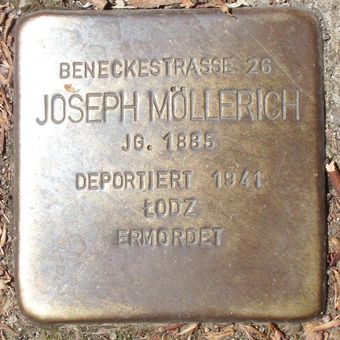 BENECKESTRASSE 26
JOSEPH MÖLLERICH
JG. 1885
DEPORTIERT 1941
ŁODZ
ERMORDET